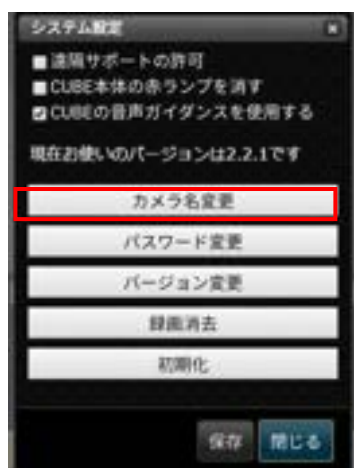 システム設定
遠隔サポートの許可
CUBE本体の赤ランプを消す
CUBEの音声ガイダンスを使用する
現在お使いのバージョンは2.2.1です
カメラ名変更
パスワード変更
バージョン変更
録画消去
初期化
保存 閉じる